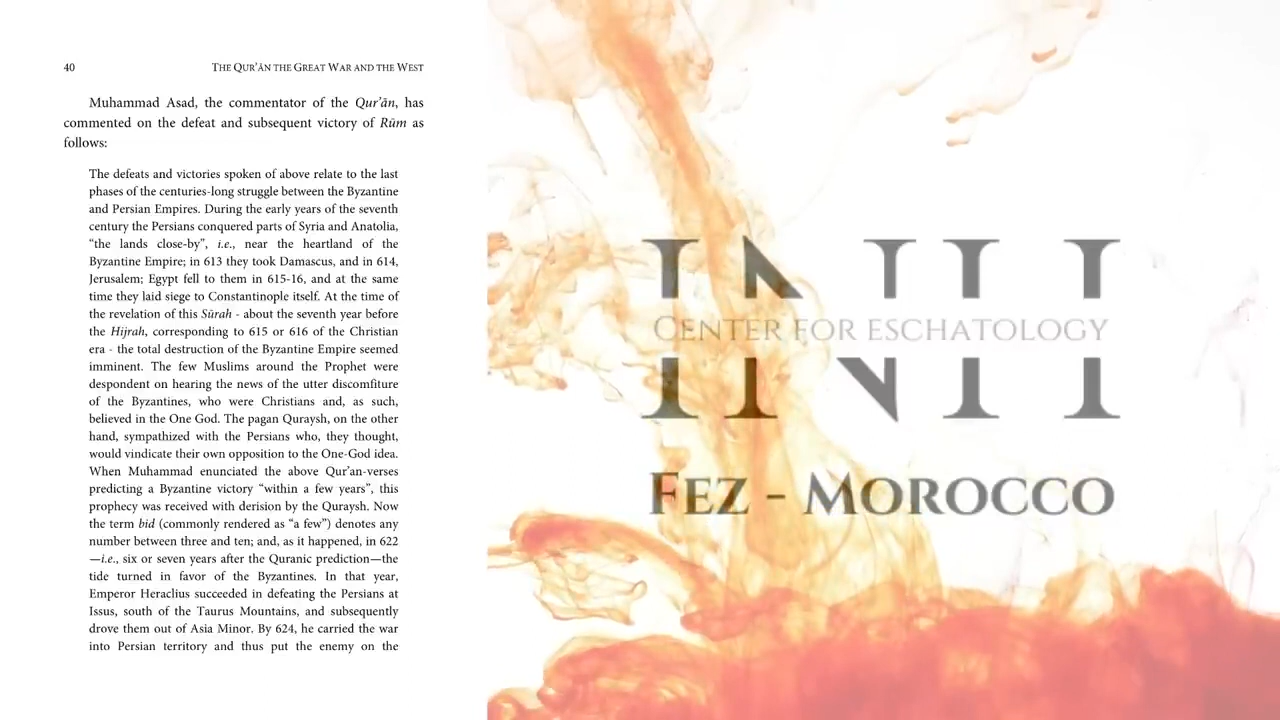 40 THE QUR'ĀN THE GREAT WAR AND THE WEST
Muhammad Asad, the commentator of the Qur'ān, has
commented on the defeat and subsequent victory of Rūm as
follows:
The defeats and victories spoken of above relate to the last
phases of the centuries-long struggle between the Byzantine
and Persian Empires. During the early years of the seventh
century the Persians conquered parts of Syria and Anatolia,
“the lands close-by”, i.e., near the heartland of the
Byzantine Empire; in 613 they took Damascus, and in 614,
Jerusalem; Egypt fell to them in 615-16, and at the same
time they laid siege to Constantinople itself. At the time of
the revelation of this Sūrah - about the seventh year before
the Hijrah, corresponding to 615 or 616 of the Christian
era - the total destruction of the Byzantine Empire seemed
imminent. The few Muslims around the Prophet were
despondent on hearing the news of the utter discomfiture
of the Byzantines, who were Christians and, as such,
believed in the One God. The pagan Quraysh, on the other
hand, sympathized with the Persians who, they thought,
would vindicate their own opposition to the One-God idea.
When Muhammad enunciated the above Qur'an-verses
predicting a Byzantine victory “within a few years”, this
prophecy was received with derision by the Quraysh. Now
the term bid (commonly rendered as “a few”) denotes any
number between three and ten; and, as it happened, in 622
—i.e., six or seven years after the Quranic prediction—the
tide turned in favor of the Byzantines. In that year,
Emperor Heraclius succeeded in defeating the Persians at
Issus, south of the Taurus Mountains, and subsequently
drove them out of Asia Minor. By 624, he carried the war
into Persian territory and thus put the enemy on the
INH
CENTER FOR ESCHATOLOGY
FEZ - MOROCCO